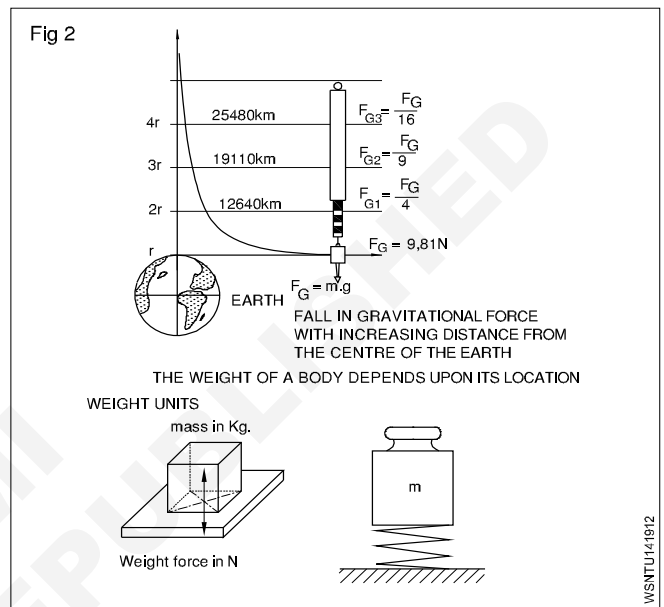 Fig 2
4r 25480km F_G3 = F_G/16
3r 19110km F_G2 = F_G/9
2r 12640km F_G1 = F_G/4
r F_G = 9,81N
EARTH F_G = m.g
FALL IN GRAVITATIONAL FORCE
WITH INCREASING DISTANCE FROM
THE CENTRE OF THE EARTH
THE WEIGHT OF A BODY DEPENDS UPON ITS LOCATION
WEIGHT UNITS
mass in Kg.
m
Weight force in N
WSNTU141912